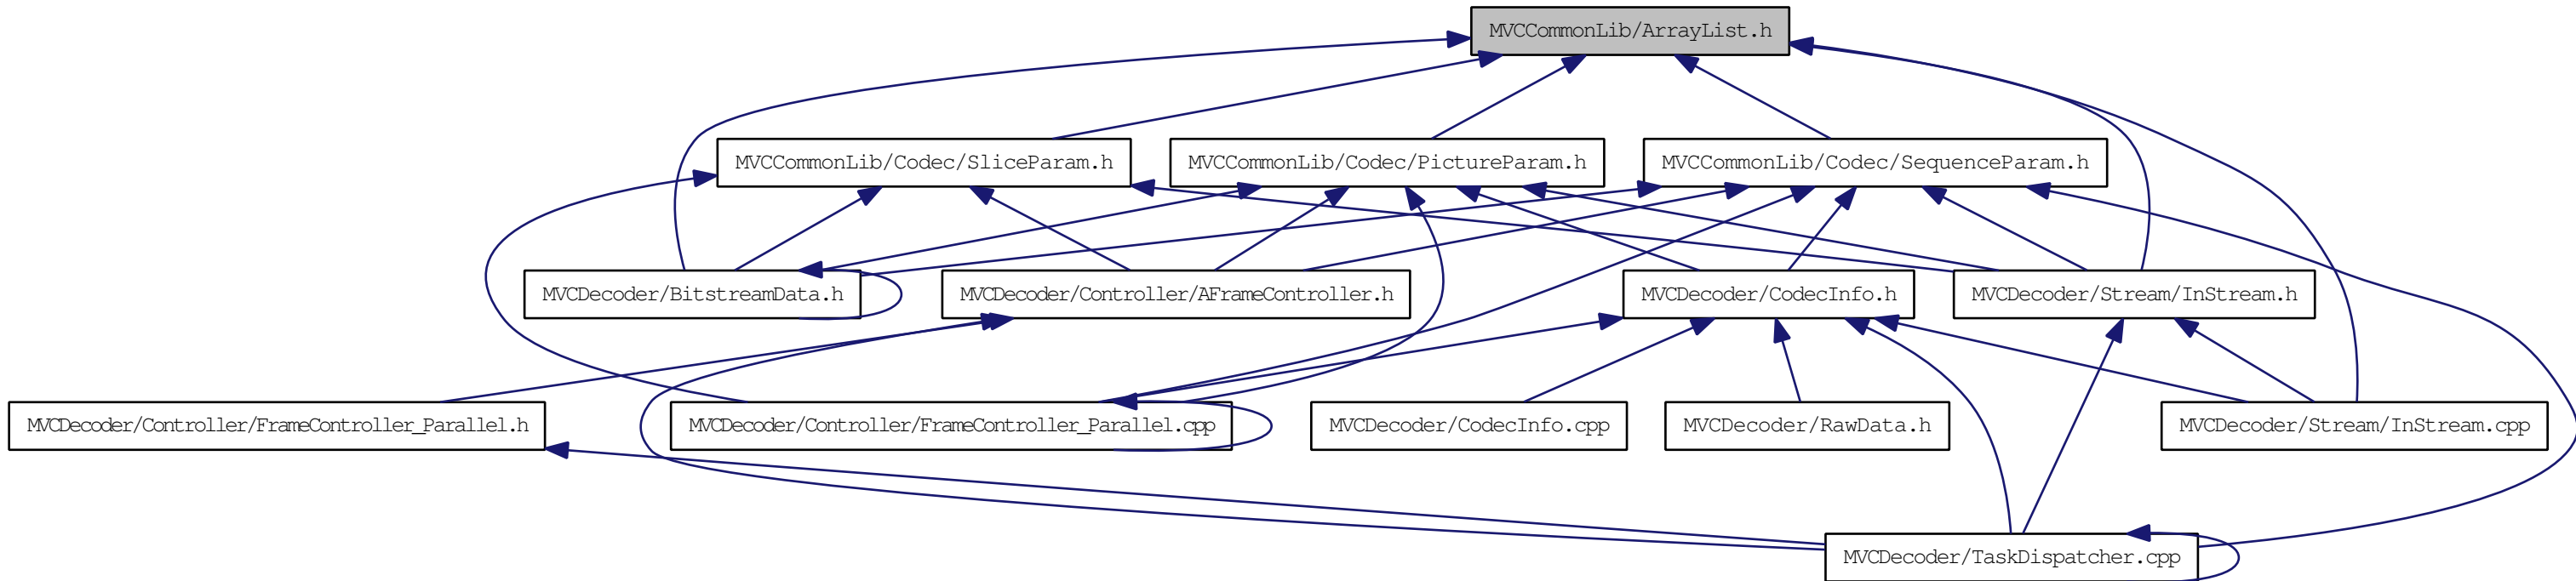 MVCCommonLib/ArrayList.h
MVCCommonLib/Codec/SliceParam.h
MVCCommonLib/Codec/PictureParam.h
MVCCommonLib/Codec/SequenceParam.h
MVCDecoder/BitstreamData.h
MVCDecoder/Controller/AFrameController.h
MVCDecoder/CodecInfo.h
MVCDecoder/Stream/InStream.h
MVCDecoder/Controller/FrameController_Parallel.h
MVCDecoder/Controller/FrameController_Parallel.cpp
MVCDecoder/CodecInfo.cpp
MVCDecoder/RawData.h
MVCDecoder/Stream/InStream.cpp
MVCDecoder/TaskDispatcher.cpp